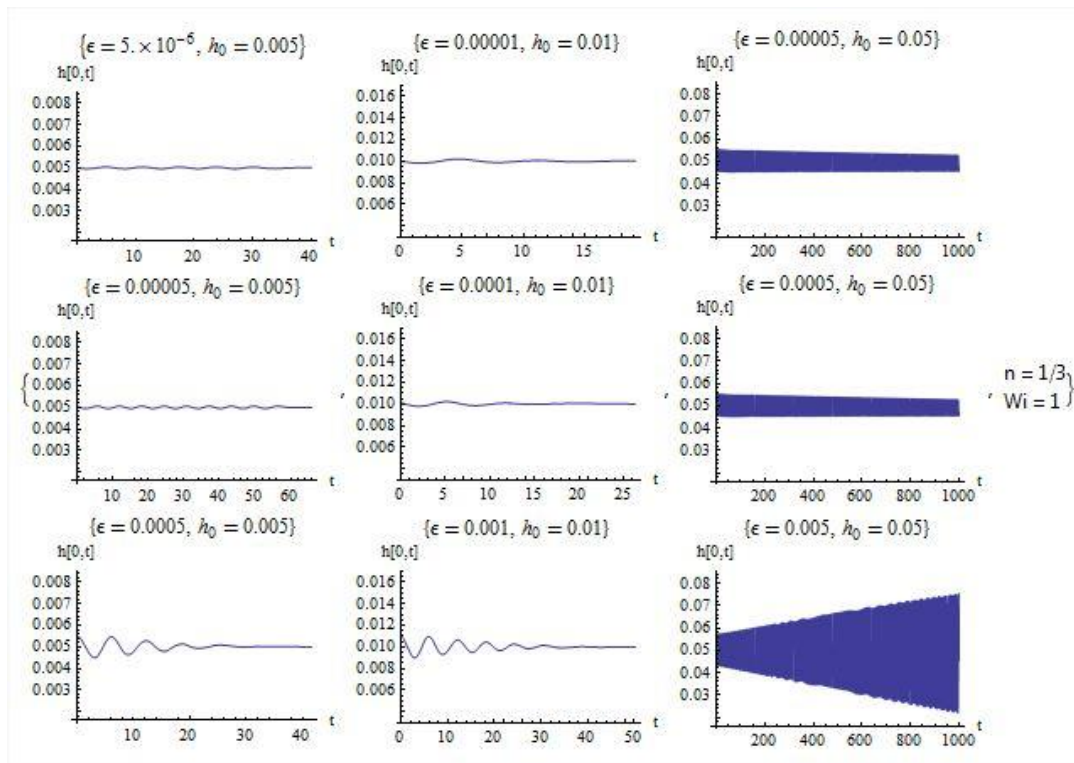 {ϵ = 5.×10⁻⁶, h₀ = 0.005}
h[0,t]
0.008
0.007
0.006
0.005
0.004
0.003
10 20 30 40 t
{ϵ = 0.00001, h₀ = 0.01}
h[0,t]
0.016
0.014
0.012
0.010
0.008
0.006
0 5 10 15 t
{ϵ = 0.00005, h₀ = 0.05}
h[0,t]
0.08
0.07
0.06
0.05
0.04
0.03
200 400 600 800 1000 t
{
{ϵ = 0.00005, h₀ = 0.005}
h[0,t]
0.008
0.007
0.006
0.005
0.004
0.003
10 20 30 40 50 60 t
,
{ϵ = 0.0001, h₀ = 0.01}
h[0,t]
0.016
0.014
0.012
0.010
0.008
0.006
0 5 10 15 20 25 t
,
{ϵ = 0.0005, h₀ = 0.05}
h[0,t]
0.08
0.07
0.06
0.05
0.04
0.03
200 400 600 800 1000 t
,
n = 1/3
Wi = 1 }
{ϵ = 0.0005, h₀ = 0.005}
h[0,t]
0.008
0.007
0.006
0.005
0.004
0.003
0 10 20 30 40 t
{ϵ = 0.001, h₀ = 0.01}
h[0,t]
0.016
0.014
0.012
0.010
0.008
0.006
0 10 20 30 40 50 t
{ϵ = 0.005, h₀ = 0.05}
h[0,t]
0.08
0.07
0.06
0.05
0.04
0.03
200 400 600 800 1000 t